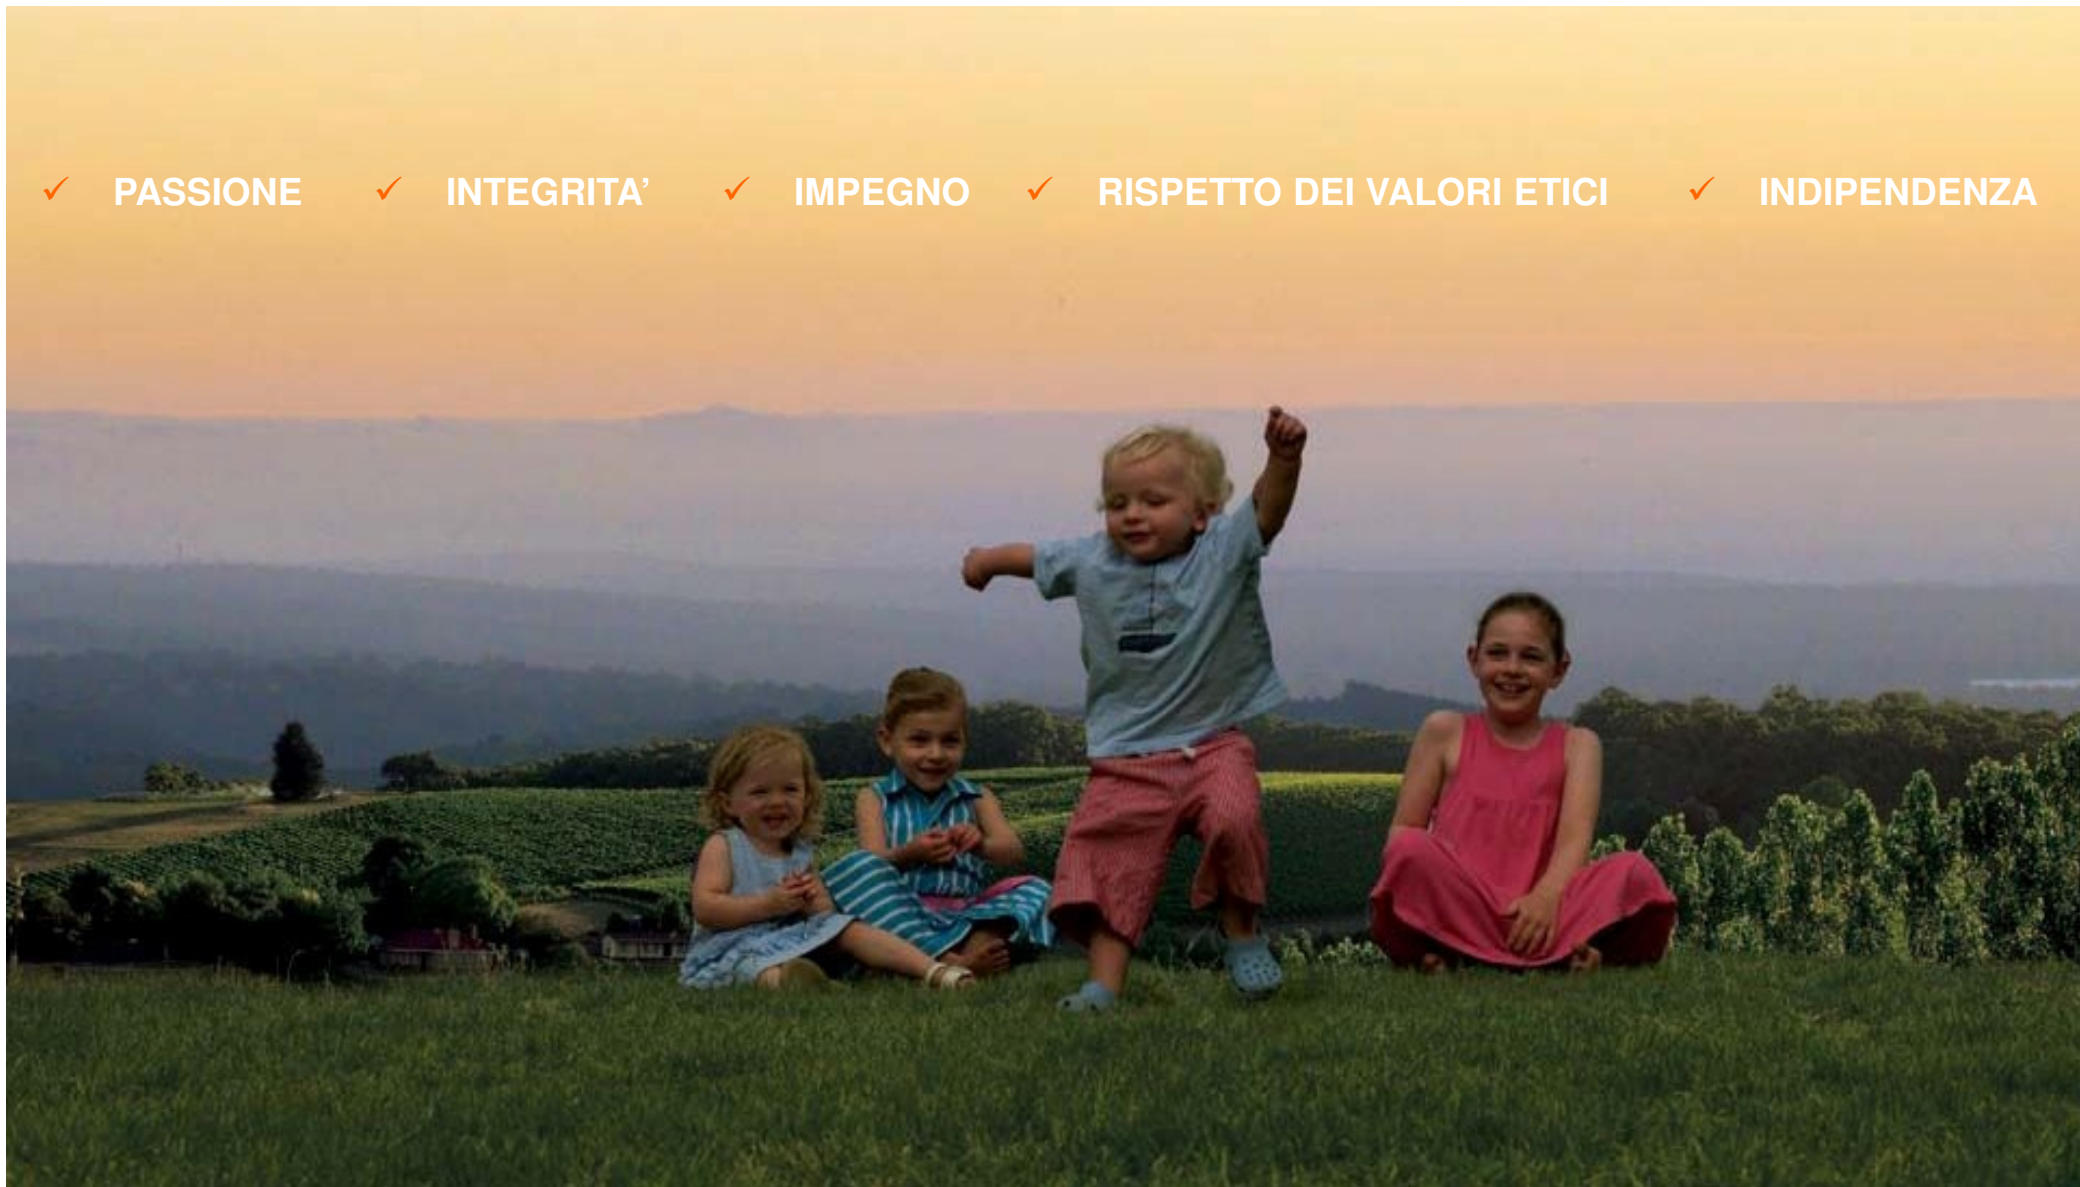 ✓ PASSIONE ✓ INTEGRITA’ ✓ IMPEGNO ✓ RISPETTO DEI VALORI ETICI ✓ INDIPENDENZA